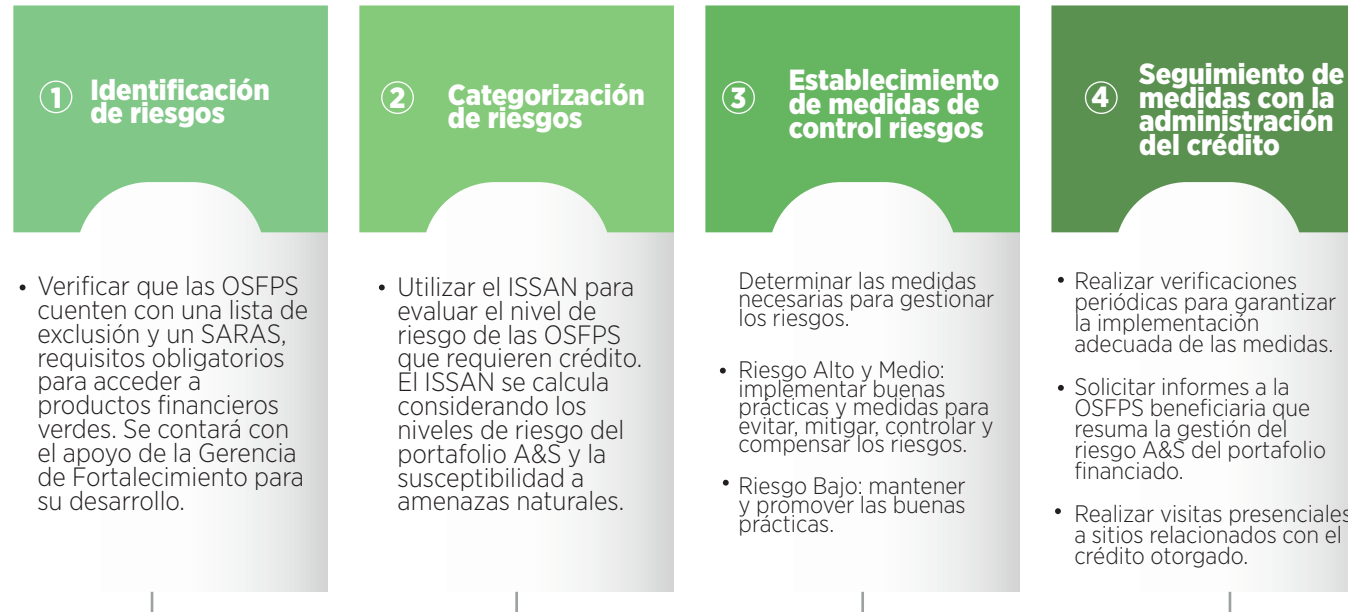 ① Identificación
de riesgos
• Verificar que las OSFPS
cuenten con una lista de
exclusión y un SARAS,
requisitos obligatorios
para acceder a
productos financieros
verdes. Se contará con
el apoyo de la Gerencia
de Fortalecimiento para
su desarrollo.
② Categorización
de riesgos
• Utilizar el ISSAN para
evaluar el nivel de
riesgo de las OSFPS
que requieren crédito.
El ISSAN se calcula
considerando los
niveles de riesgo del
portafolio A&S y la
susceptibilidad a
amenazas naturales.
③ Establecimiento
de medidas de
control riesgos
Determinar las medidas
necesarias para gestionar
los riesgos.
• Riesgo Alto y Medio:
implementar buenas
prácticas y medidas para
evitar, mitigar, controlar y
compensar los riesgos.
• Riesgo Bajo: mantener
y promover las buenas
prácticas.
④ Seguimiento de
medidas con la
administración
del crédito
• Realizar verificaciones
periódicas para garantizar
la implementación
adecuada de las medidas.
• Solicitar informes a la
OSFPS beneficiaria que
resuma la gestión del
riesgo A&S del portafolio
financiado.
• Realizar visitas presenciales
a sitios relacionados con el
crédito otorgado.